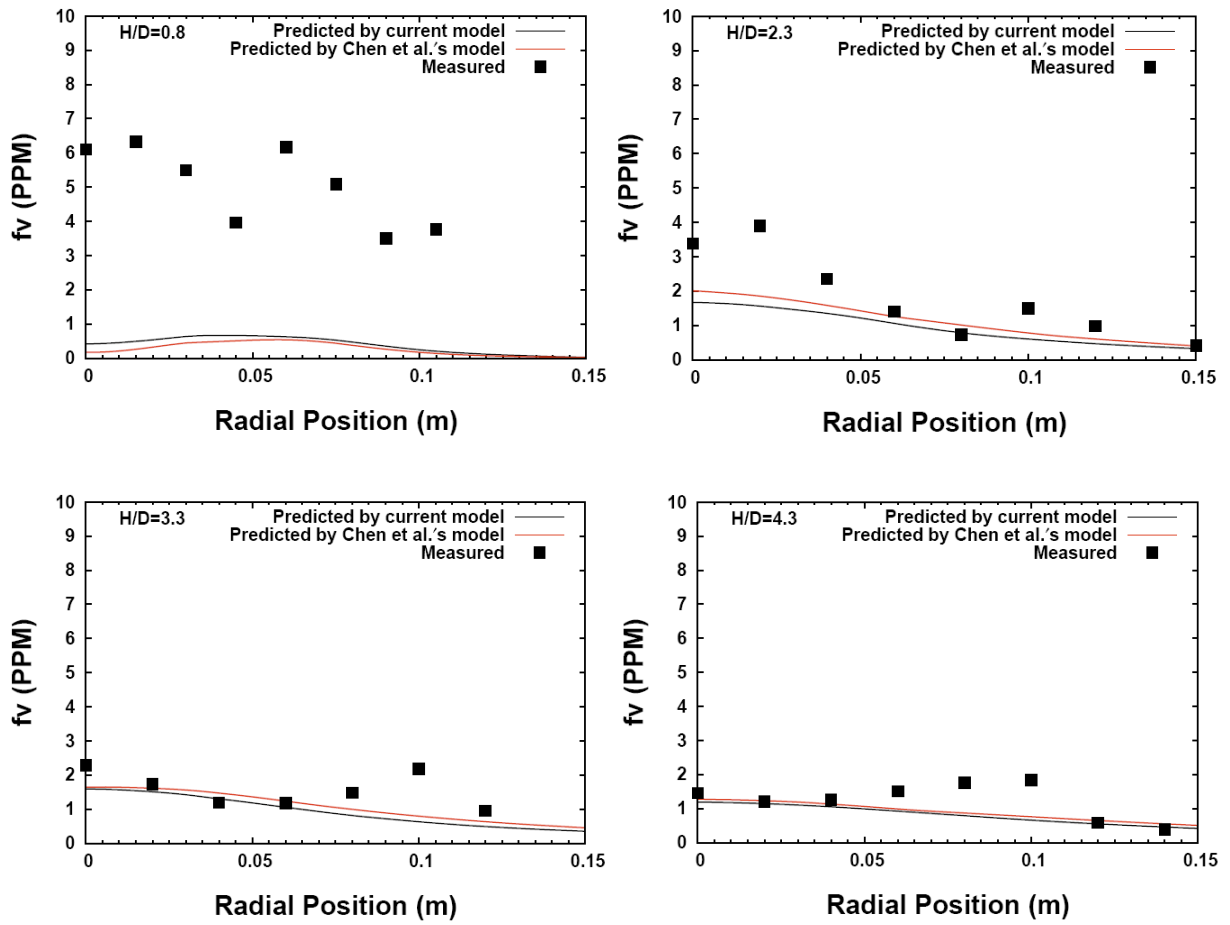 10
9
8
7
6
5
4
3
2
1
0
fv (PPM)
H/D=0.8
Predicted by current model
Predicted by Chen et al.′s model
Measured
0
0.05
0.1
0.15
Radial Position (m)
10
9
8
7
6
5
4
3
2
1
0
fv (PPM)
H/D=2.3
Predicted by current model
Predicted by Chen et al.′s model
Measured
0
0.05
0.1
0.15
Radial Position (m)
10
9
8
7
6
5
4
3
2
1
0
fv (PPM)
H/D=3.3
Predicted by current model
Predicted by Chen et al.′s model
Measured
0
0.05
0.1
0.15
Radial Position (m)
10
9
8
7
6
5
4
3
2
1
0
fv (PPM)
H/D=4.3
Predicted by current model
Predicted by Chen et al.′s model
Measured
0
0.05
0.1
0.15
Radial Position (m)